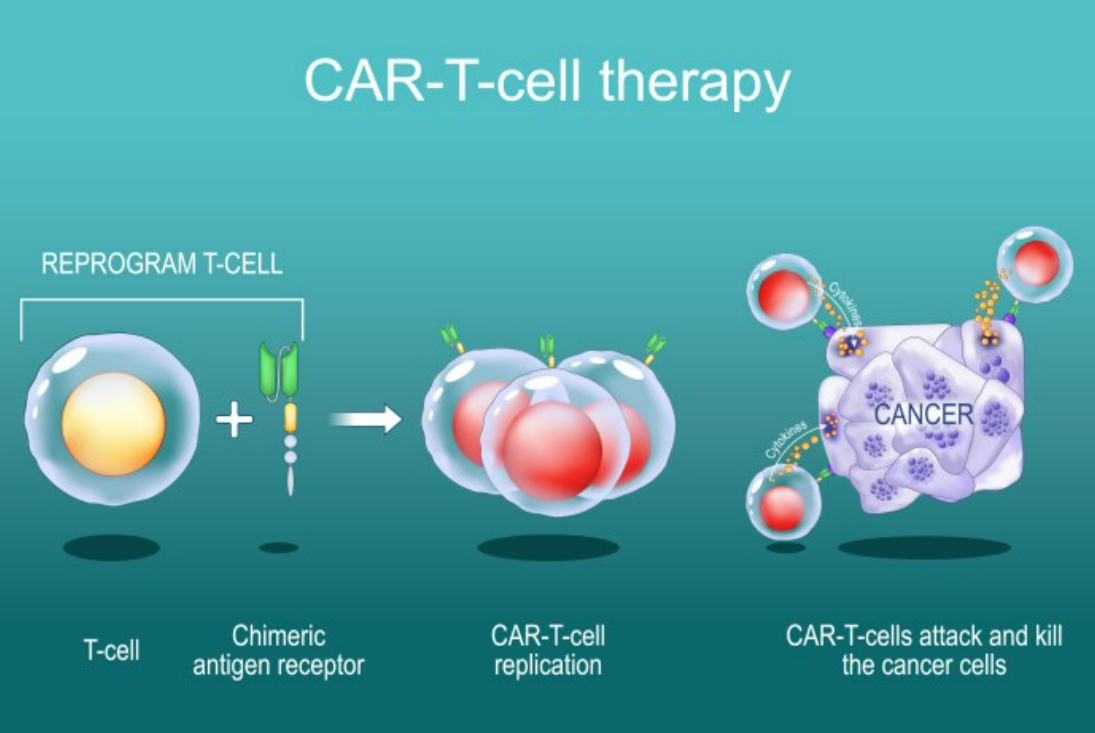 CAR-T-cell therapy
REPROGRAM T-CELL
Cytokines
CANCER
Cytokines
T-cell
Chimeric
antigen receptor
CAR-T-cell
replication
CAR-T-cells attack and kill
the cancer cells